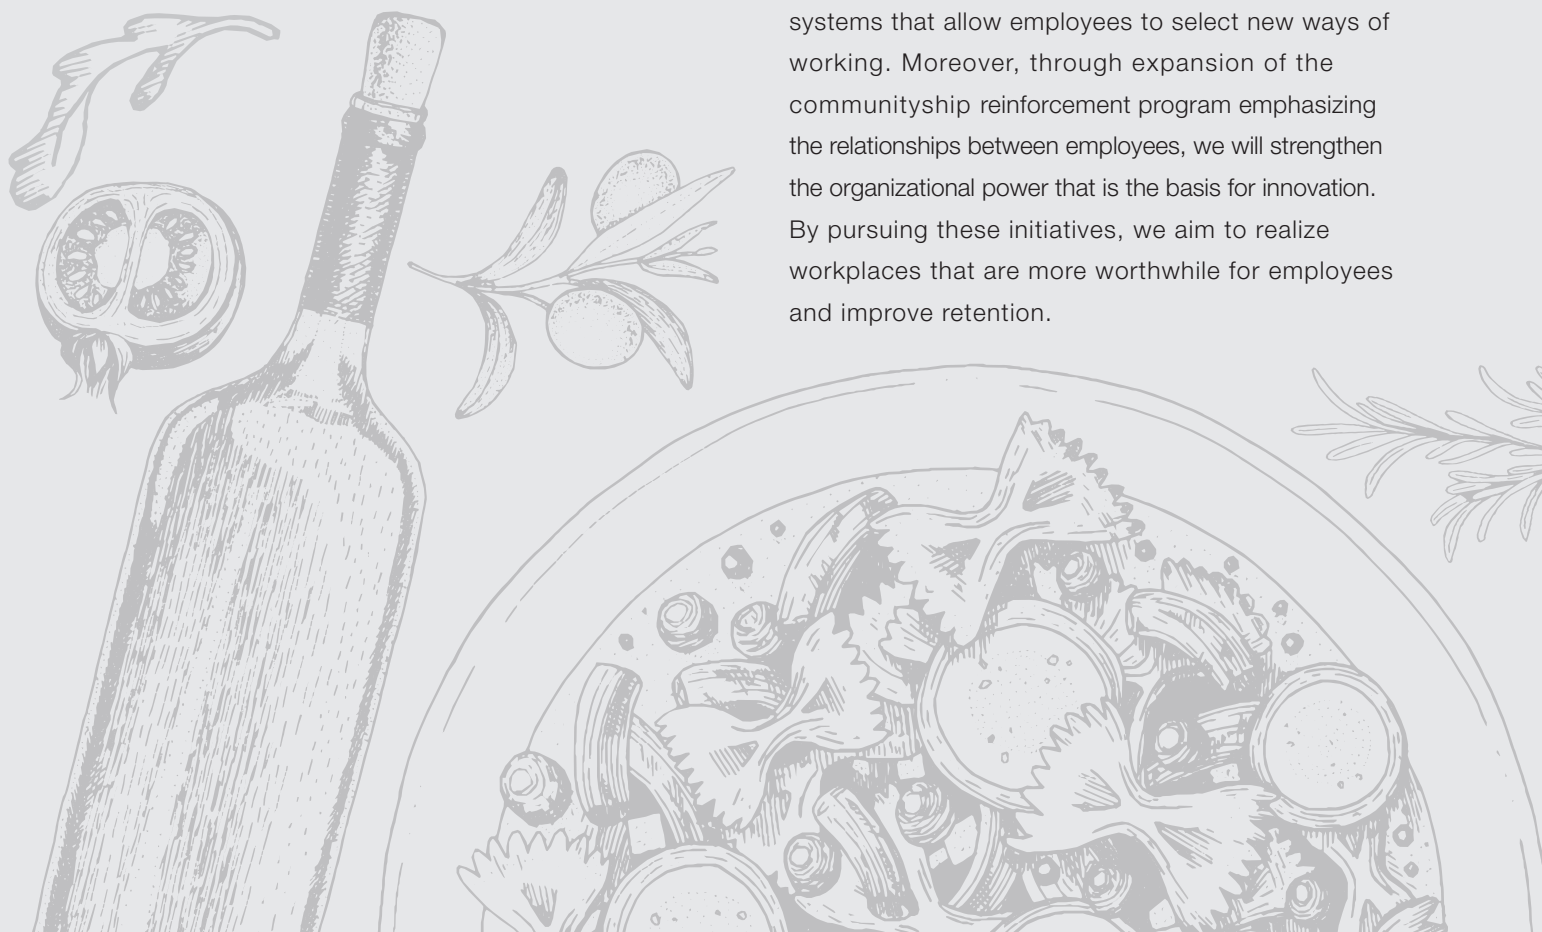 systems that allow employees to select new ways of
working. Moreover, through expansion of the
communityship reinforcement program emphasizing
the relationships between employees, we will strengthen
the organizational power that is the basis for innovation.
By pursuing these initiatives, we aim to realize
workplaces that are more worthwhile for employees
and improve retention.